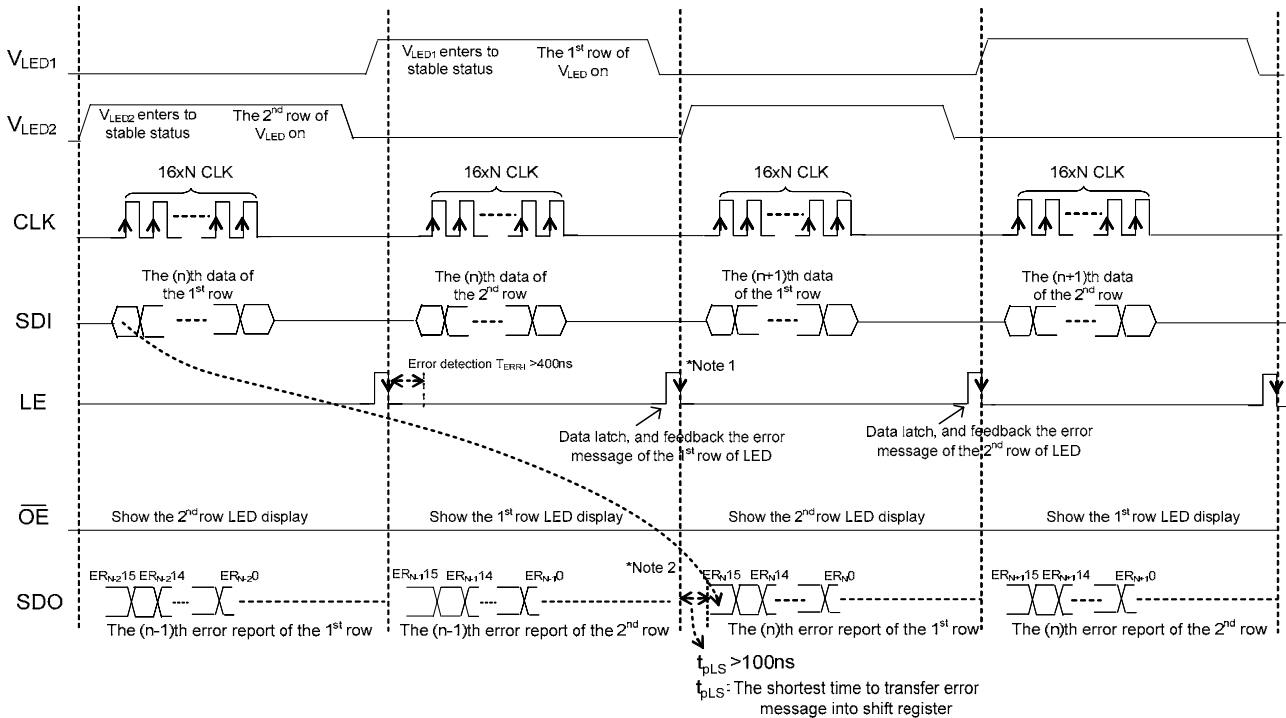 VLED1
VLED1 enters to
stable status
The 1st row of
VLED on
VLED2
VLED2 enters to
stable status
The 2nd row of
VLED on
16xN CLK
16xN CLK
16xN CLK
16xN CLK
CLK
The (n)th data of
the 1st row
The (n)th data of
the 2nd row
The (n+1)th data
of the 1st row
The (n+1)th data
of the 2nd row
SDI
Error detection TERR-I >400ns
*Note 1
LE
Data latch, and feedback the error
message of the 1st row of LED
Data latch, and feedback the error
message of the 2nd row of LED
OE
Show the 2nd row LED display
Show the 1st row LED display
Show the 2nd row LED display
Show the 1st row LED display
*Note 2
SDO
ERN-215 ERN-214 ERN-20
ERN-115 ERN-114 ERN-10
ERN15 ERN14 ERN0
ERN+115 ERN+114 ERN+10
The (n-1)th error report of the 1st row
The (n-1)th error report of the 2nd row
The (n)th error report of the 1st row
The (n)th error report of the 2nd row
tpLS >100ns
tpLS: The shortest time to transfer error
message into shift register